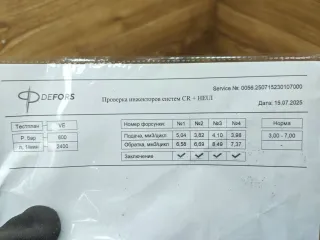 DEFORS
Service №: 0056.250715230107000
Проверка инжекторов систем CR - ННЗЛ
Дата: 15.07.2025
Тестплан VE
P, Бар 800
n, 1/мин 2400
Номер форсунки: №1 №2 №3 №4 Норма
Подача, мм3/цикл 5,04 3,82 4,10 3,98 3,00 - 7,00
Обратка, мм3/цикл 6,56 6,69 8,49 7,37 -
Заключение ✓ ✓ ✓ ✓